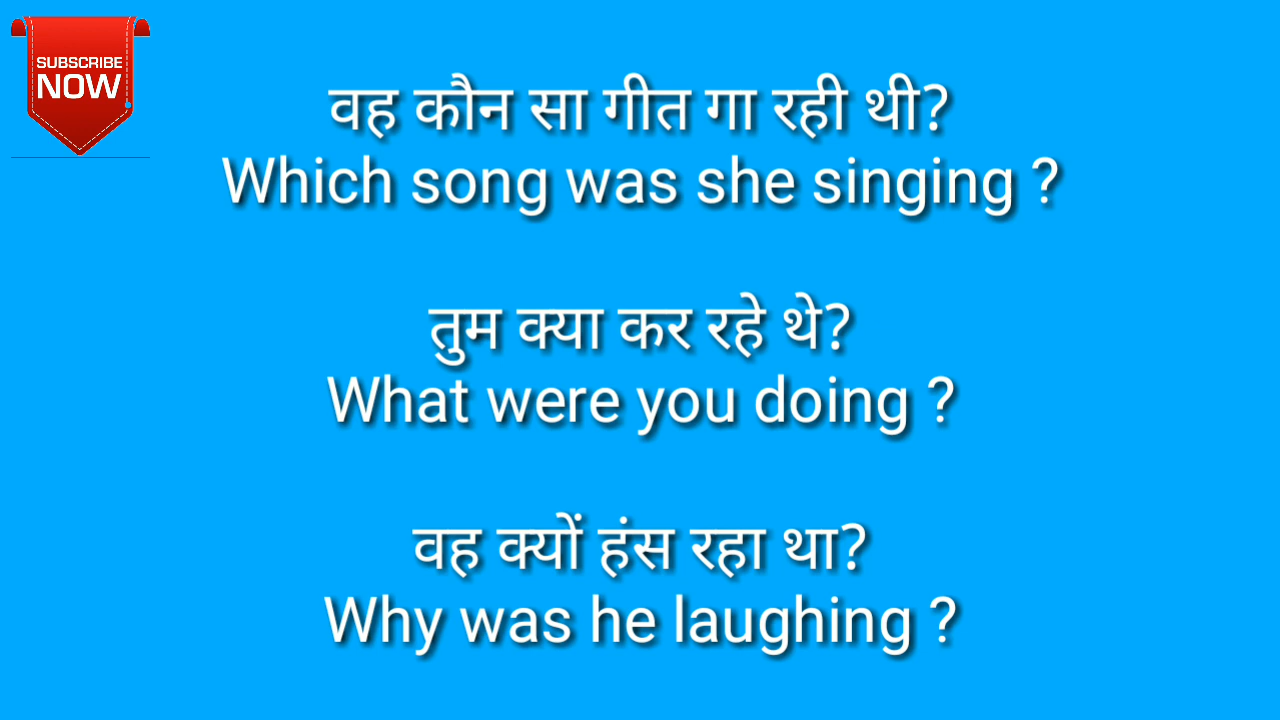 SUBSCRIBE
NOW
वह कौन सा गीत गा रही थी?
Which song was she singing ?
तुम क्या कर रहे थे?
What were you doing ?
वह क्यों हंस रहा था?
Why was he laughing ?